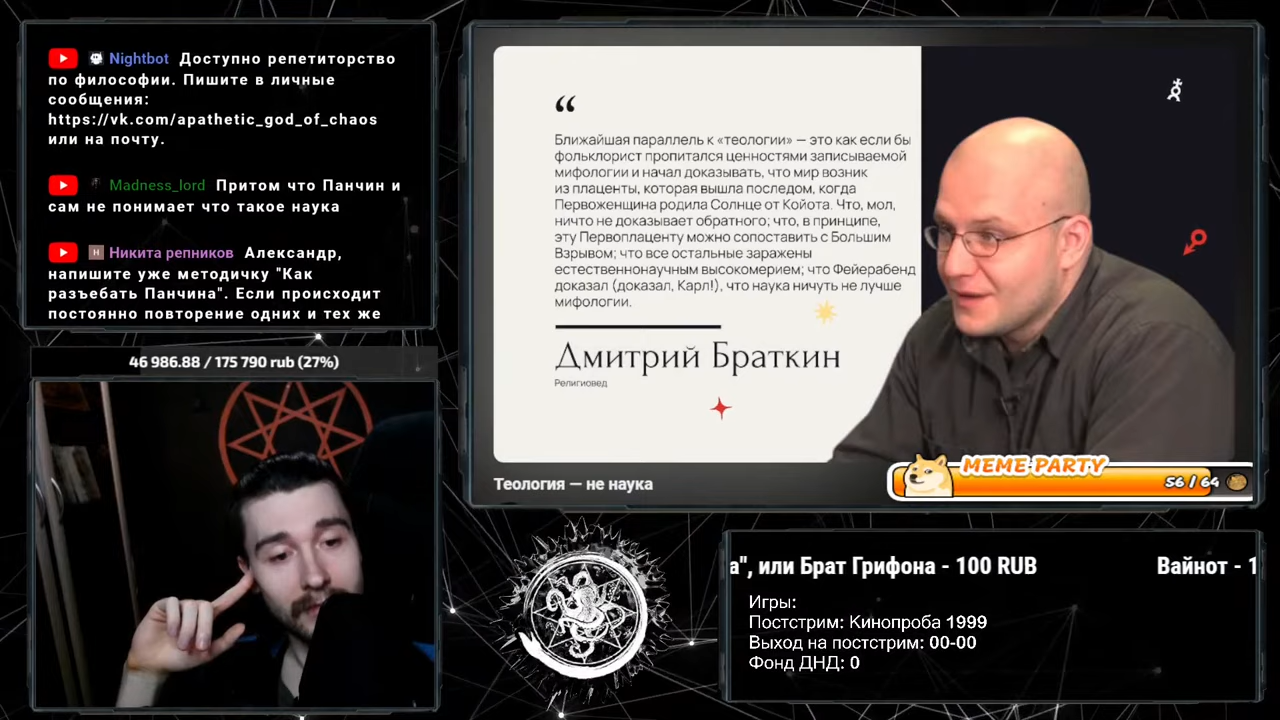 Nightbot Доступно репетиторство
по философии. Пишите в личные
сообщения:
https://vk.com/apathetic_god_of_chaos
или на почту.
Madness_lord Притом что Панчин и
сам не понимает что такое наука
Н Никита репников Александр,
напишите уже методичку "Как
разъебать Панчина". Если происходит
постоянно повторение одних и тех же
46 986.88 / 175 790 rub (27%)
“
Ближайшая параллель к «теологии» — это как если бы
фольклорист пропитался ценностями записываемой
мифологии и начал доказывать, что мир возник
из плаценты, которая вышла последом, когда
Первоженщина родила Солнце от Койота. Что, мол,
ничто не доказывает обратного; что, в принципе,
эту Первоплаценту можно сопоставить с Большим
Взрывом; что все остальные заражены
естественнонаучным высокомерием; что Фейерабенд
доказал (доказал, Карл!), что наука ничуть не лучше
мифологии.
Дмитрий Браткин
Религиовед
Теология — не наука
MEME PARTY
56 / 64
а", или Брат Грифона - 100 RUB Вайнот - 1
Игры:
Постстрим: Кинопроба 1999
Выход на постстрим: 00-00
Фонд ДНД: 0